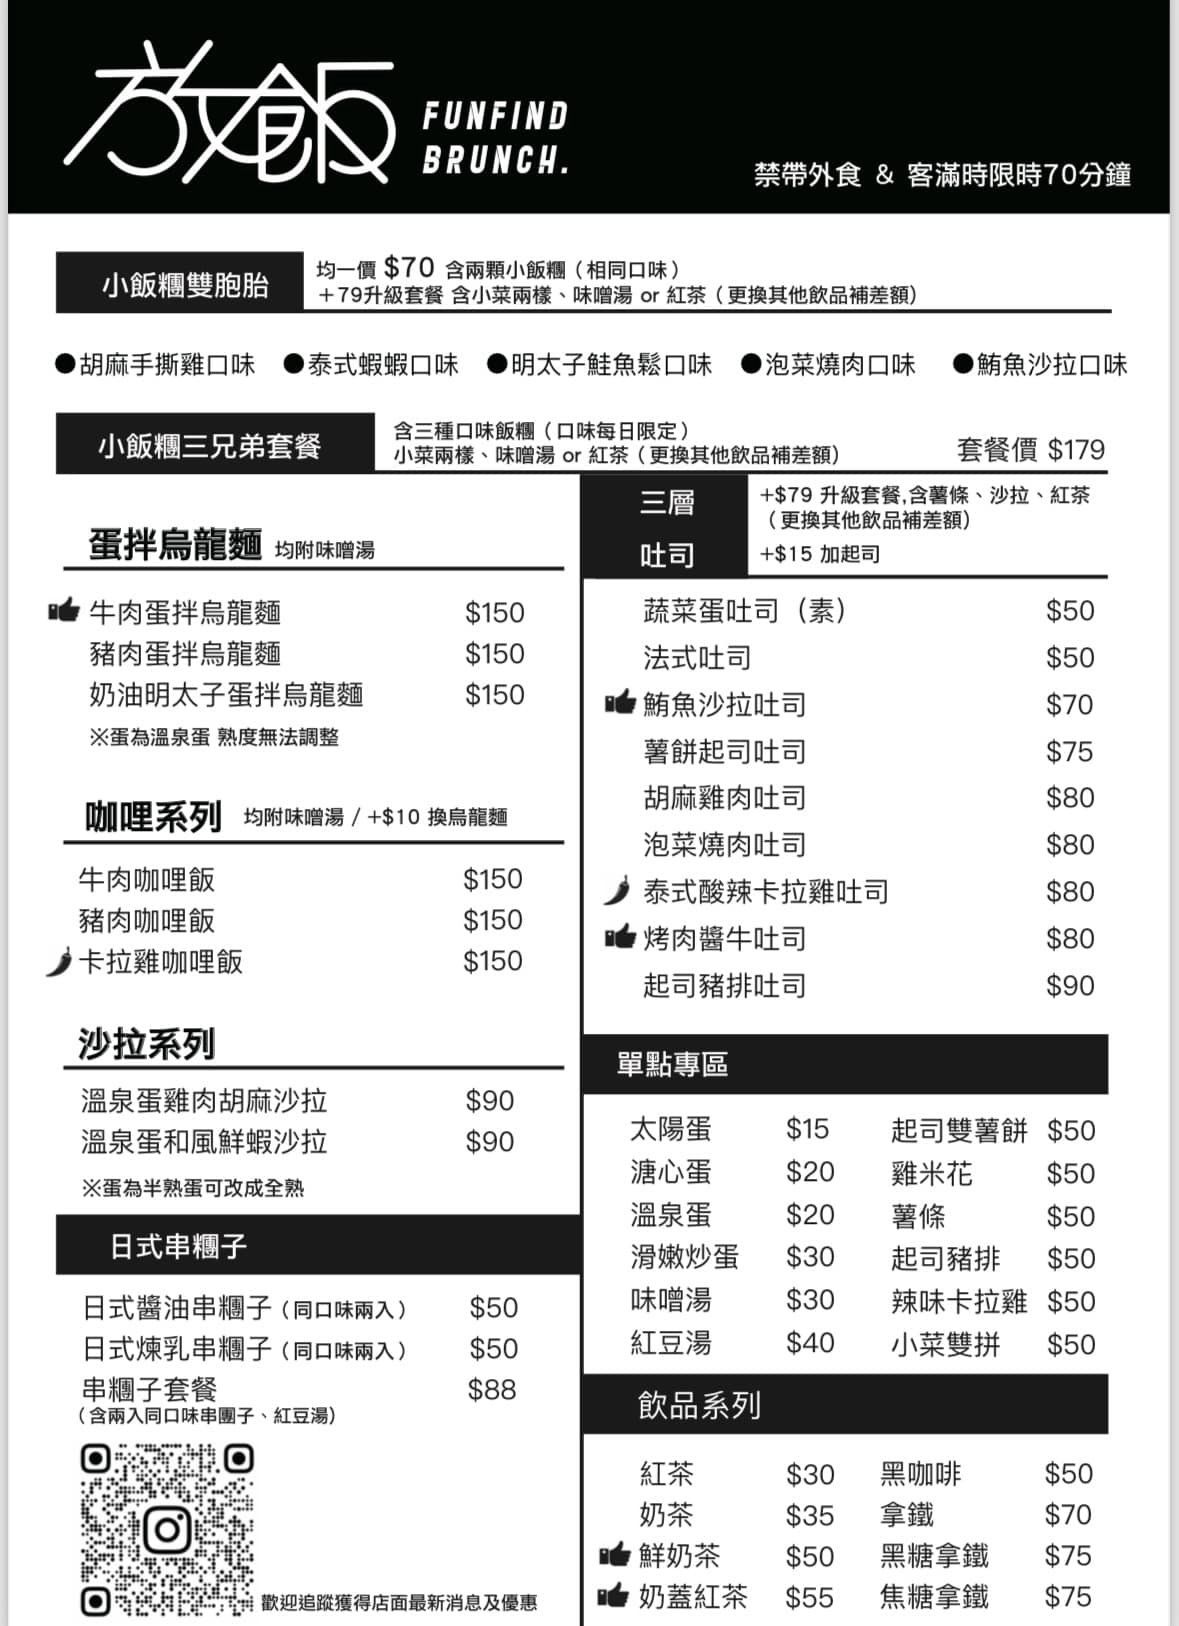 放飯
FUNFIND
BRUNCH.
禁帶外食 & 客滿時限時70分鐘
小飯糰雙胞胎
均一價 $70 含兩顆小飯糰（相同口味）
＋79升級套餐 含小菜兩樣、味噌湯 or 紅茶（更換其他飲品補差額）
●胡麻手撕雞口味 ●泰式蝦蝦口味 ●明太子鮭魚鬆口味 ●泡菜燒肉口味 ●鮪魚沙拉口味
小飯糰三兄弟套餐
含三種口味飯糰（口味每日限定）
小菜兩樣、味噌湯 or 紅茶（更換其他飲品補差額）
套餐價 $179
蛋拌烏龍麵 均附味噌湯
牛肉蛋拌烏龍麵 $150
豬肉蛋拌烏龍麵 $150
奶油明太子蛋拌烏龍麵 $150
※蛋為溫泉蛋 熟度無法調整
咖哩系列 均附味噌湯 / +$10 換烏龍麵
牛肉咖哩飯 $150
豬肉咖哩飯 $150
卡拉雞咖哩飯 $150
沙拉系列
溫泉蛋雞肉胡麻沙拉 $90
溫泉蛋和風鮮蝦沙拉 $90
※蛋為半熟蛋可改成全熟
日式串糰子
日式醬油串糰子（同口味兩入） $50
日式煉乳串糰子（同口味兩入） $50
串糰子套餐 $88
（含兩入同口味串團子、紅豆湯）
歡迎追蹤獲得店面最新消息及優惠
三層
吐司
+$79 升級套餐,含薯條、沙拉、紅茶
（更換其他飲品補差額）
+$15 加起司
蔬菜蛋吐司（素） $50
法式吐司 $50
鮪魚沙拉吐司 $70
薯餅起司吐司 $75
胡麻雞肉吐司 $80
泡菜燒肉吐司 $80
泰式酸辣卡拉雞吐司 $80
烤肉醬牛吐司 $80
起司豬排吐司 $90
單點專區
太陽蛋 $15 起司雙薯餅 $50
溏心蛋 $20 雞米花 $50
溫泉蛋 $20 薯條 $50
滑嫩炒蛋 $30 起司豬排 $50
味噌湯 $30 辣味卡拉雞 $50
紅豆湯 $40 小菜雙拼 $50
飲品系列
紅茶 $30 黑咖啡 $50
奶茶 $35 拿鐵 $70
鮮奶茶 $50 黑糖拿鐵 $75
奶蓋紅茶 $55 焦糖拿鐵 $75